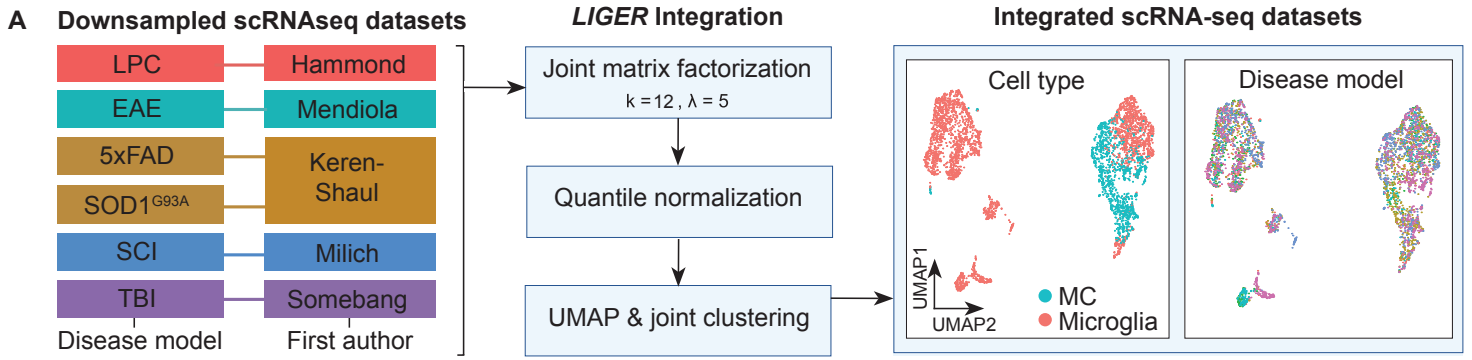 A
Downsampled scRNAseq datasets
LPC
Hammond
EAE
Mendiola
5xFAD
Keren-
Shaul
SOD1G93A
SCI
Milich
TBI
Somebang
Disease model
First author
LIGER Integration
Joint matrix factorization
k = 12 , λ = 5
Quantile normalization
UMAP & joint clustering
Integrated scRNA-seq datasets
Cell type
UMAP1
UMAP2
MC
Microglia
Disease model